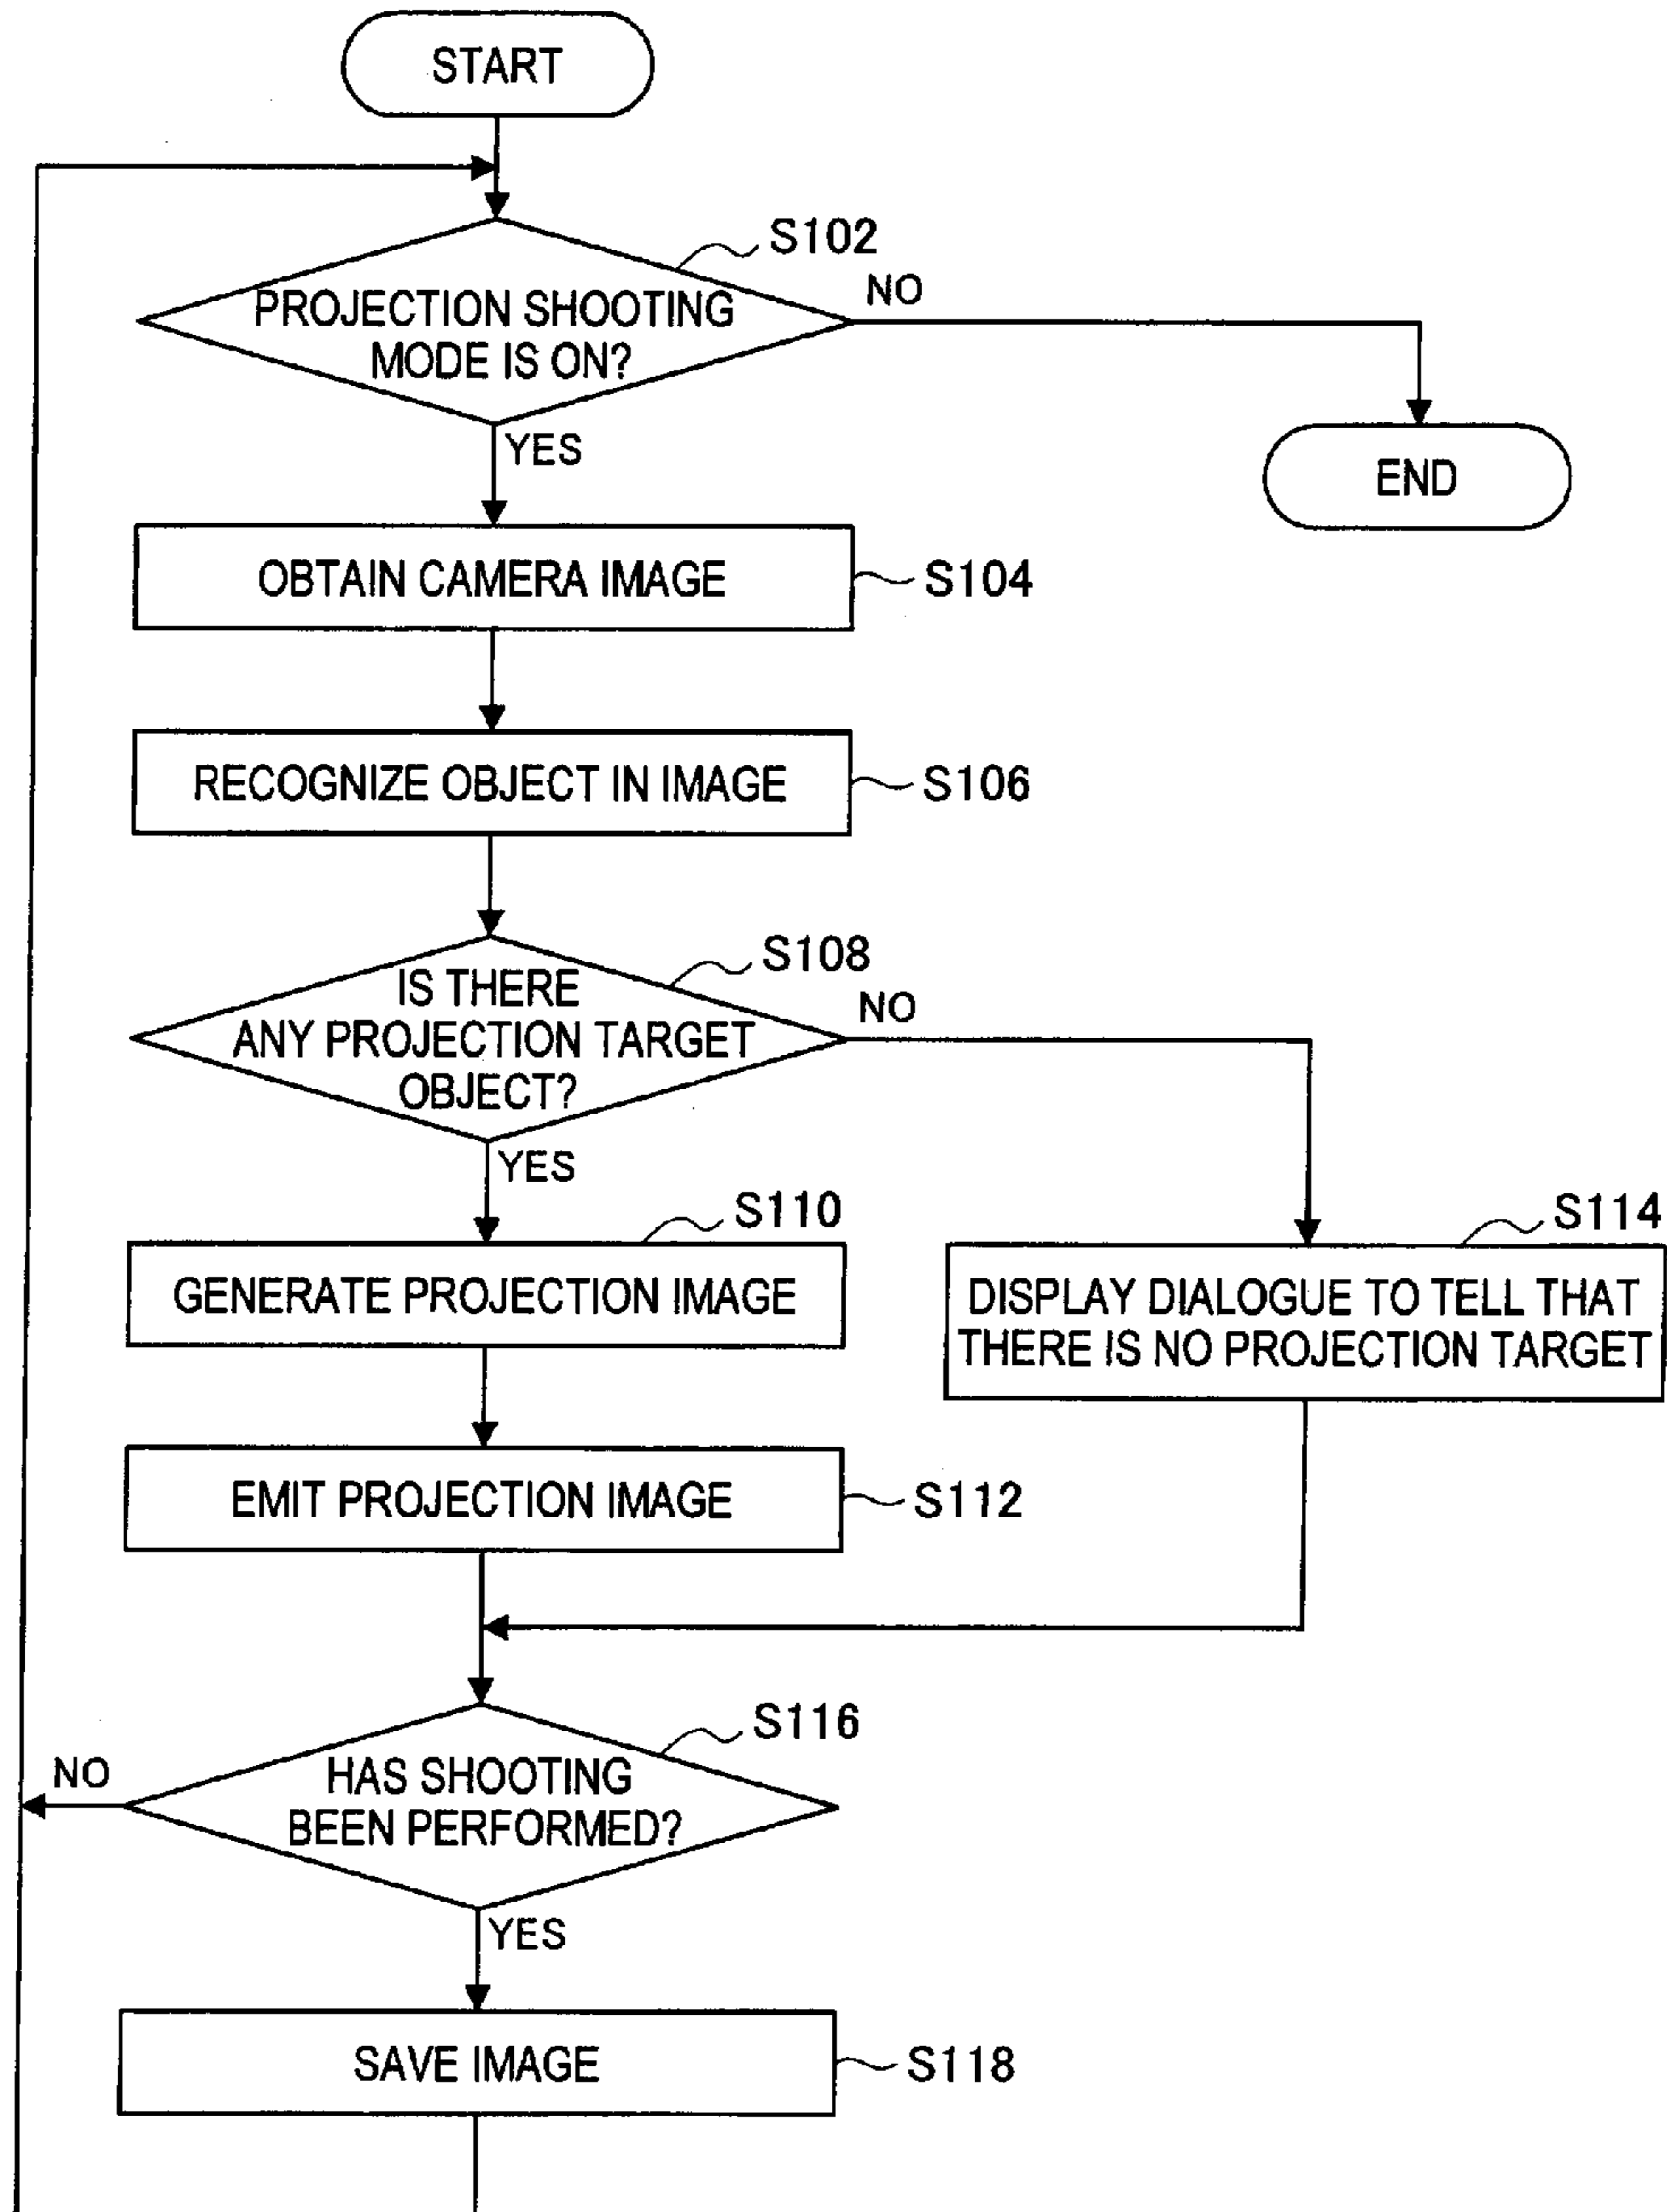 START
S102
PROJECTION SHOOTING
MODE IS ON?
NO
YES
END
OBTAIN CAMERA IMAGE
S104
RECOGNIZE OBJECT IN IMAGE
S106
S108
IS THERE
ANY PROJECTION TARGET
OBJECT?
NO
YES
S110
GENERATE PROJECTION IMAGE
S114
DISPLAY DIALOGUE TO TELL THAT
THERE IS NO PROJECTION TARGET
EMIT PROJECTION IMAGE
S112
S116
HAS SHOOTING
BEEN PERFORMED?
NO
YES
SAVE IMAGE
S118